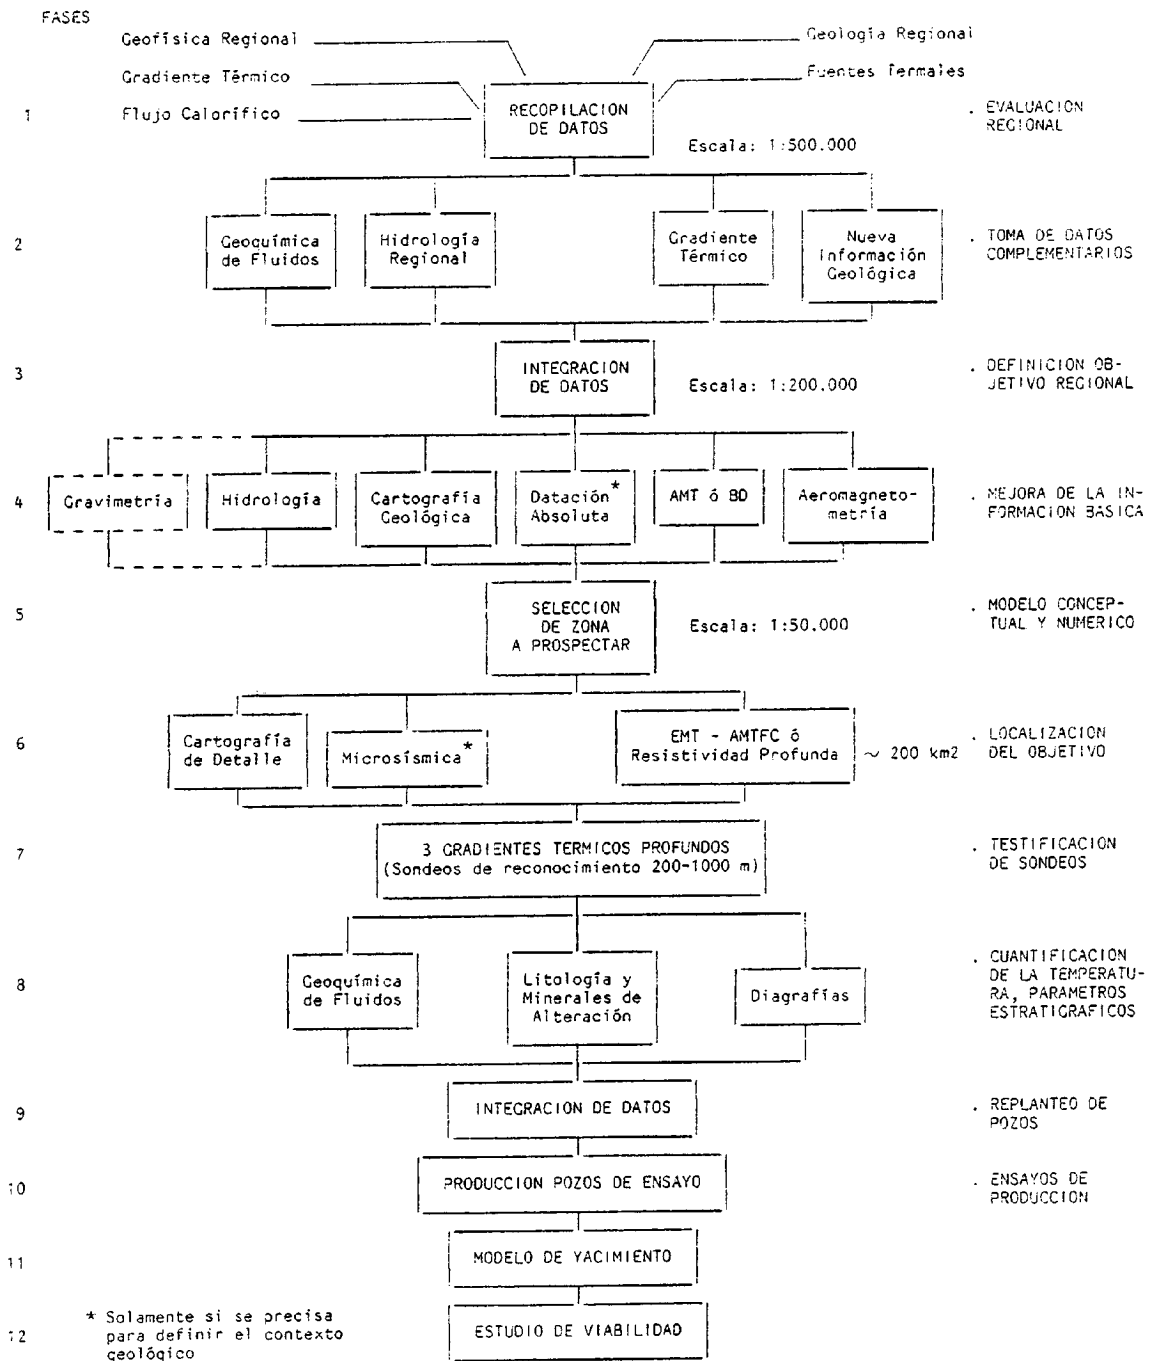 FASES
Geofísica Regional
Geología Regional
Gradiente Térmico
Fuentes Termales
1
Flujo Calorífico
RECOPILACION
DE DATOS
. EVALUACION
REGIONAL
Escala: 1:500.000
2
Geoquímica
de Fluidos
Hidrología
Regional
Gradiente
Térmico
Nueva
Información
Geológica
. TOMA DE DATOS
COMPLEMENTARIOS
3
INTEGRACION
DE DATOS
Escala: 1:200.000
. DEFINICION OB-
JETIVO REGIONAL
4
Gravimetría
Hidrología
Cartografía
Geológica
Datación*
Absoluta
AMT ó BD
Aeromagneto-
metría
. MEJORA DE LA IN-
FORMACION BASICA
5
SELECCION
DE ZONA
A PROSPECTAR
Escala: 1:50.000
. MODELO CONCEP-
TUAL Y NUMERICO
6
Cartografía
de Detalle
Microsísmica*
EMT - AMTFC ó
Resistividad Profunda
~ 200 km2
. LOCALIZACION
DEL OBJETIVO
7
3 GRADIENTES TERMICOS PROFUNDOS
(Sondeos de reconocimiento 200-1000 m)
. TESTIFICACION
DE SONDEOS
8
Geoquímica
de Fluidos
Litología y
Minerales de
Alteración
Diagrafías
. CUANTIFICACION
DE LA TEMPERATU-
RA, PARAMETROS
ESTRATIGRAFICOS
9
INTEGRACION DE DATOS
. REPLANTEO DE
POZOS
10
PRODUCCION POZOS DE ENSAYO
. ENSAYOS DE
PRODUCCION
11
MODELO DE YACIMIENTO
12
ESTUDIO DE VIABILIDAD
* Solamente si se precisa
para definir el contexto
geológico